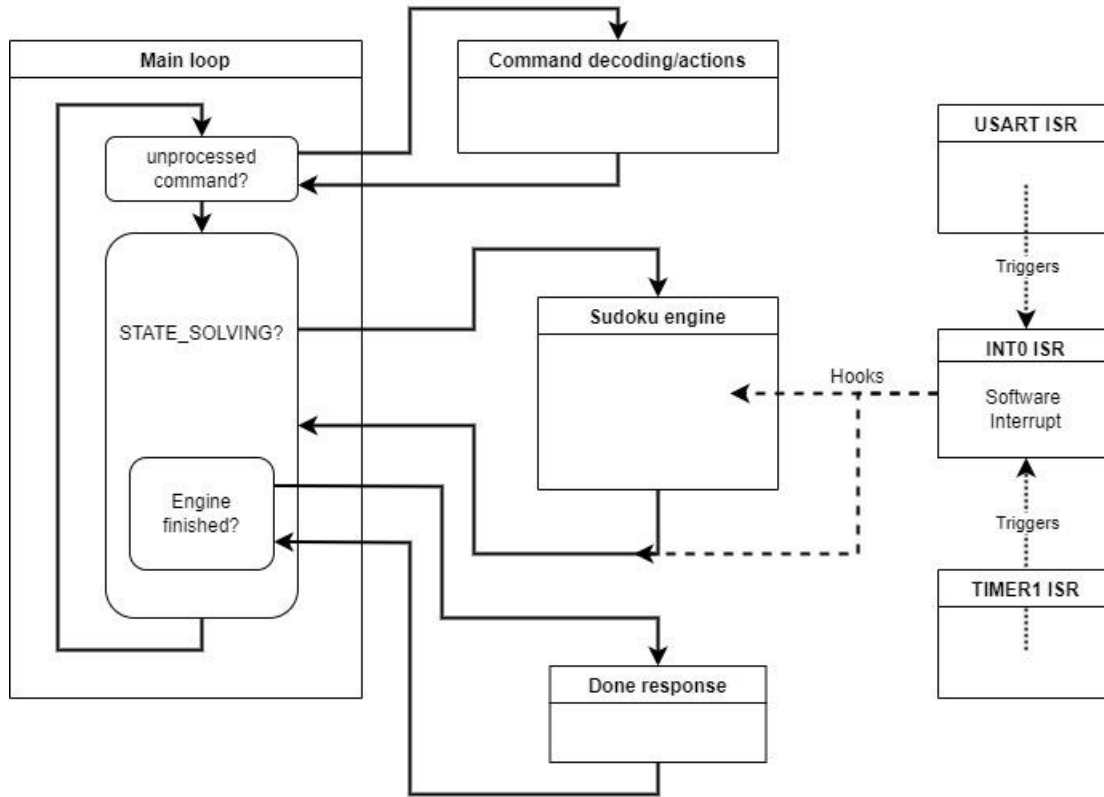 Main loop
unprocessed
command?
STATE_SOLVING?
Engine
finished?
Command decoding/actions
Sudoku engine
Done response
Hooks
USART ISR
Triggers
INT0 ISR
Software
Interrupt
Triggers
TIMER1 ISR